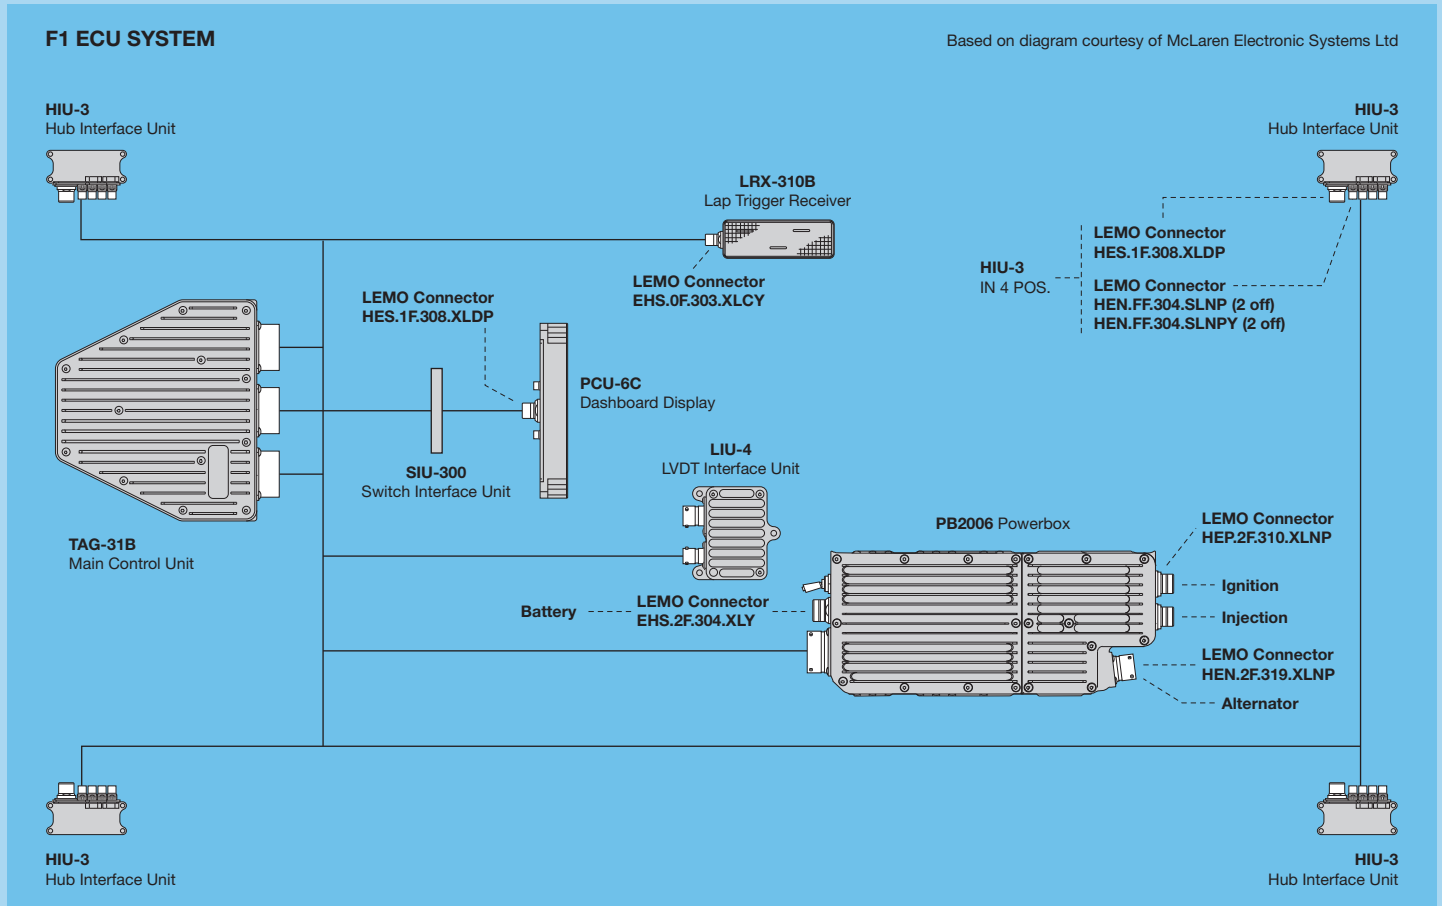 F1 ECU SYSTEM
Based on diagram courtesy of McLaren Electronic Systems Ltd
HIU-3
Hub Interface Unit
HIU-3
Hub Interface Unit
LRX-310B
Lap Trigger Receiver
LEMO Connector
EHS.0F.303.XLCY
LEMO Connector
HES.1F.308.XLDP
HIU-3
IN 4 POS.
LEMO Connector
HEN.FF.304.SLNP (2 off)
HEN.FF.304.SLNPY (2 off)
LEMO Connector
HES.1F.308.XLDP
PCU-6C
Dashboard Display
SIU-300
Switch Interface Unit
LIU-4
LVDT Interface Unit
TAG-31B
Main Control Unit
PB2006 Powerbox
LEMO Connector
HEP.2F.310.XLNP
Ignition
Injection
Battery
LEMO Connector
EHS.2F.304.XLY
LEMO Connector
HEN.2F.319.XLNP
Alternator
HIU-3
Hub Interface Unit
HIU-3
Hub Interface Unit